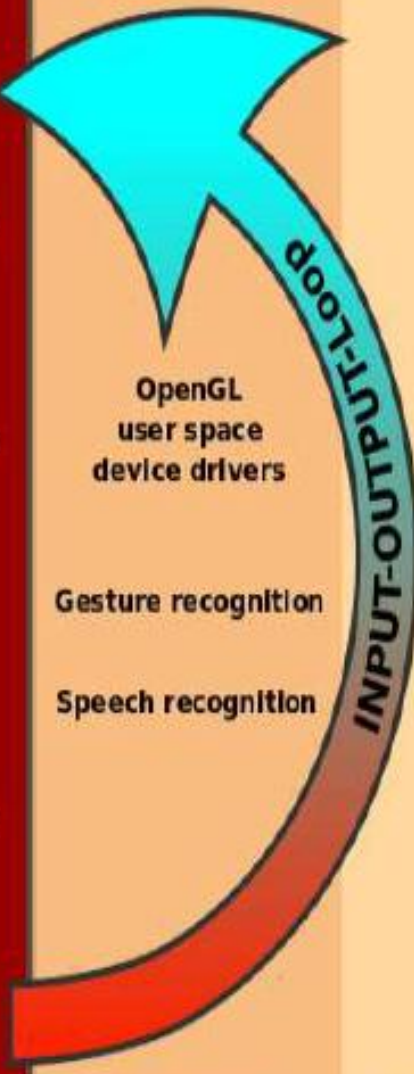 OpenGL
user space
device drivers
Gesture recognition
Speech recognition
INPUT-OUTPUT-Loop